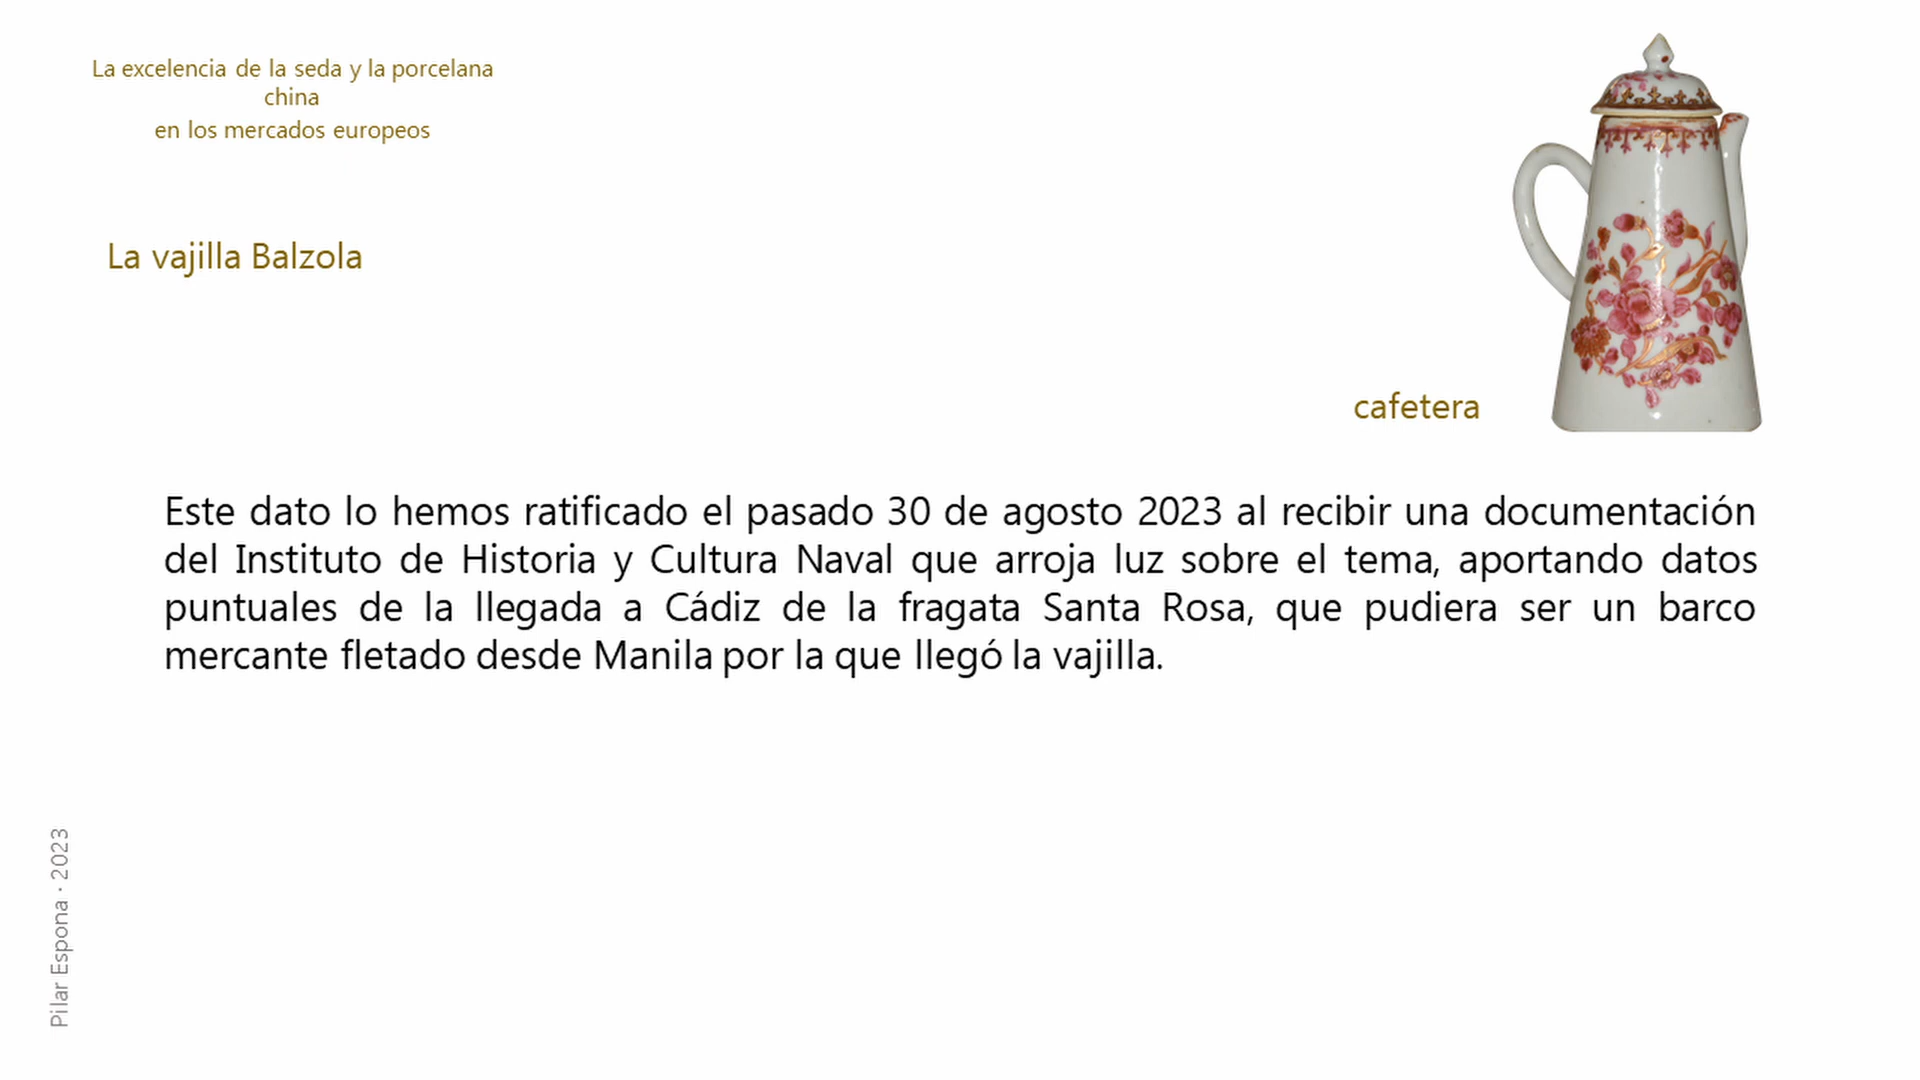 La excelencia de la seda y la porcelana
china
en los mercados europeos
La vajilla Balzola
cafetera
Este dato lo hemos ratificado el pasado 30 de agosto 2023 al recibir una documentación
del Instituto de Historia y Cultura Naval que arroja luz sobre el tema, aportando datos
puntuales de la llegada a Cádiz de la fragata Santa Rosa, que pudiera ser un barco
mercante fletado desde Manila por la que llegó la vajilla.
Pilar Espona · 2023